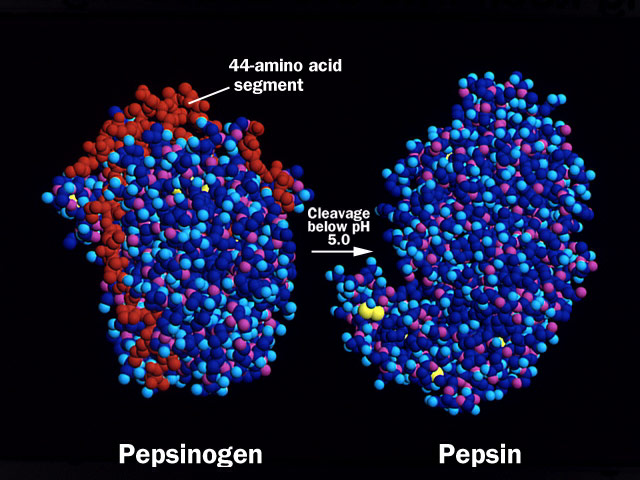 44-amino acid
segment
Cleavage
below pH
5.0
Pepsinogen
Pepsin